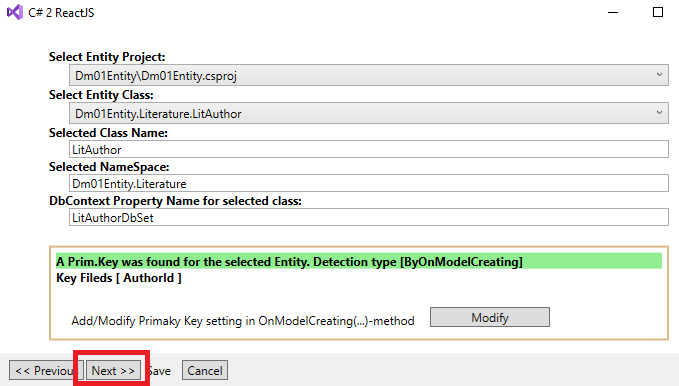 C# 2 ReactJS
Select Entity Project:
Dm01Entity\Dm01Entity.csproj
Select Entity Class:
Dm01Entity.Literature.LitAuthor
Selected Class Name:
LitAuthor
Selected NameSpace:
Dm01Entity.Literature
DbContext Property Name for selected class:
LitAuthorDbSet
A Prim.Key was found for the selected Entity. Detection type [ByOnModelCreating]
Key Fileds [ AuthorId ]
Add/Modify Primaky Key setting in OnModelCreating(...)-method Modify
<< Previous Next >> Save Cancel